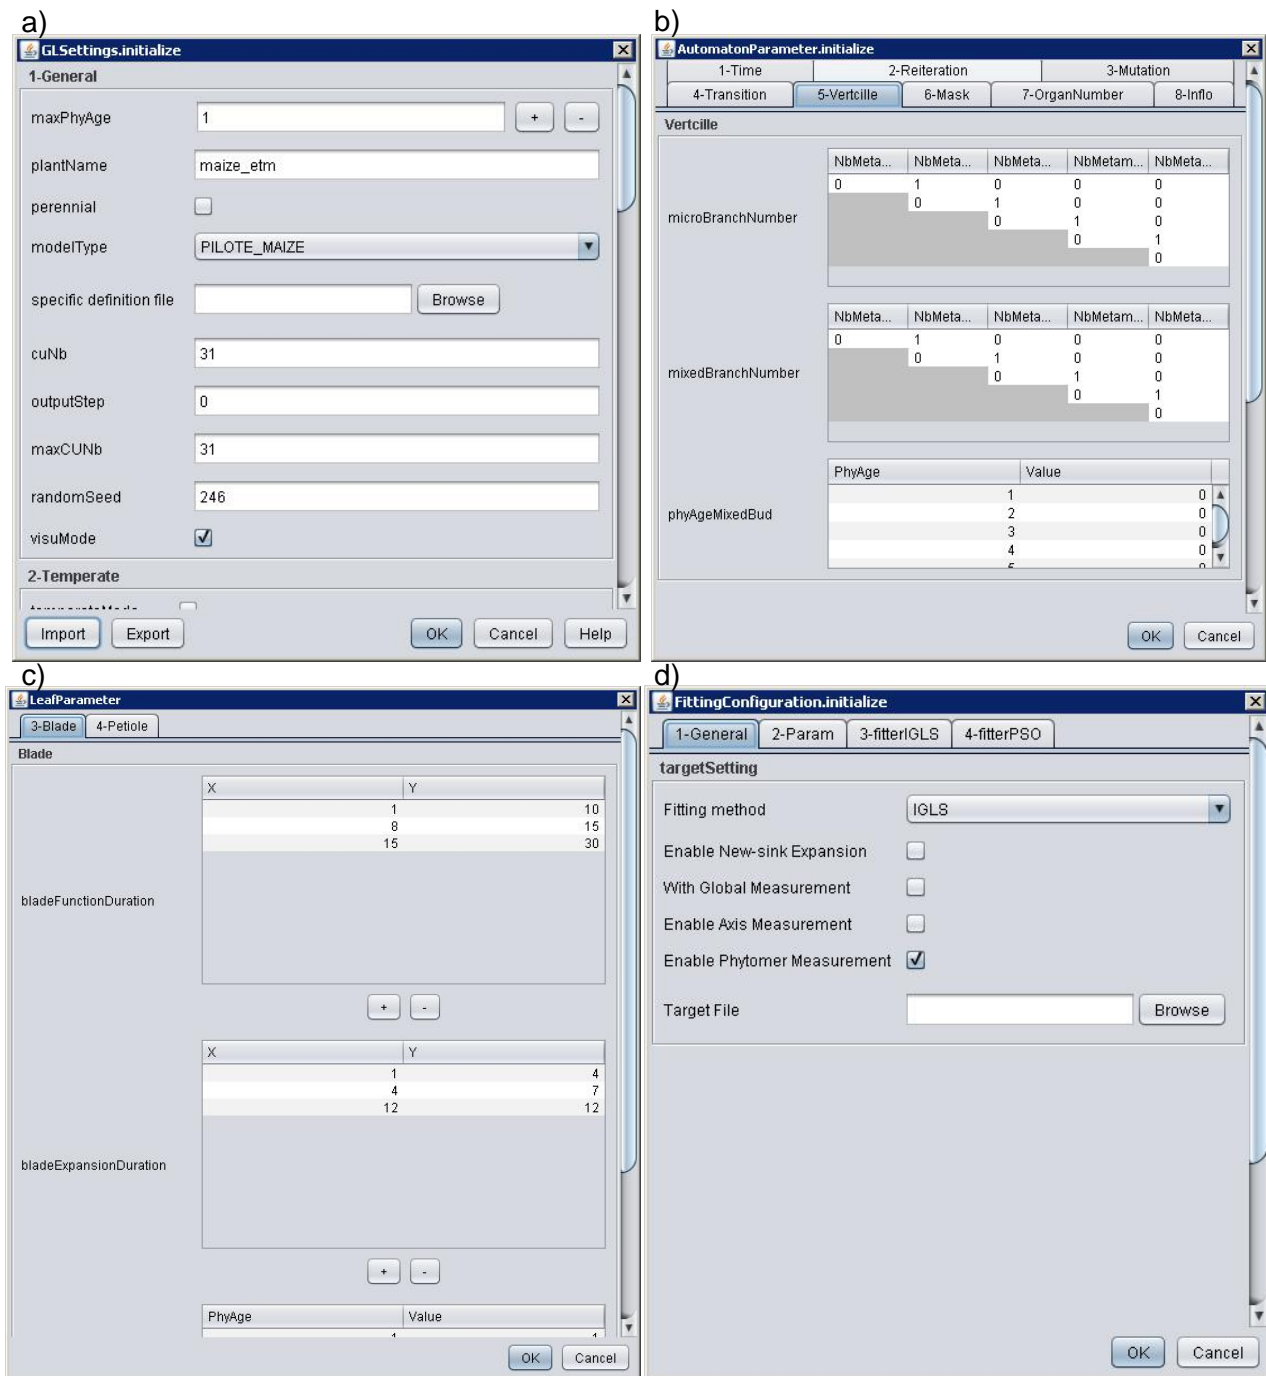 a)
GLSettings.initialize
1-General
maxPhyAge 1 + -
plantName maize_etm
perennial
modelType PILOTE_MAIZE
specific definition file Browse
cuNb 31
outputStep 0
maxCUNb 31
randomSeed 246
visuMode
2-Temperate
Import Export OK Cancel Help
b)
AutomatonParameter.initialize
1-Time 2-Reiteration 3-Mutation
4-Transition 5-Vertcille 6-Mask 7-OrganNumber 8-Inflo
Vertcille
NbMeta... NbMeta... NbMeta... NbMetam... NbMeta...
0 1 0 0 0
0 1 0 0
microBranchNumber 0 1 0
0 1
0
NbMeta... NbMeta... NbMeta... NbMetam... NbMeta...
0 1 0 0 0
0 1 0 0
mixedBranchNumber 0 1 0
0 1
0
PhyAge Value
1 0
2 0
phyAgeMixedBud 3 0
4 0
OK Cancel
c)
LeafParameter
3-Blade 4-Petiole
Blade
X Y
1 10
8 15
15 30
bladeFunctionDuration
+ -
X Y
1 4
4 7
12 12
bladeExpansionDuration
+ -
PhyAge Value
OK Cancel
d)
FittingConfiguration.initialize
1-General 2-Param 3-fitterIGLS 4-fitterPSO
targetSetting
Fitting method IGLS
Enable New-sink Expansion
With Global Measurement
Enable Axis Measurement
Enable Phytomer Measurement
Target File Browse
OK Cancel